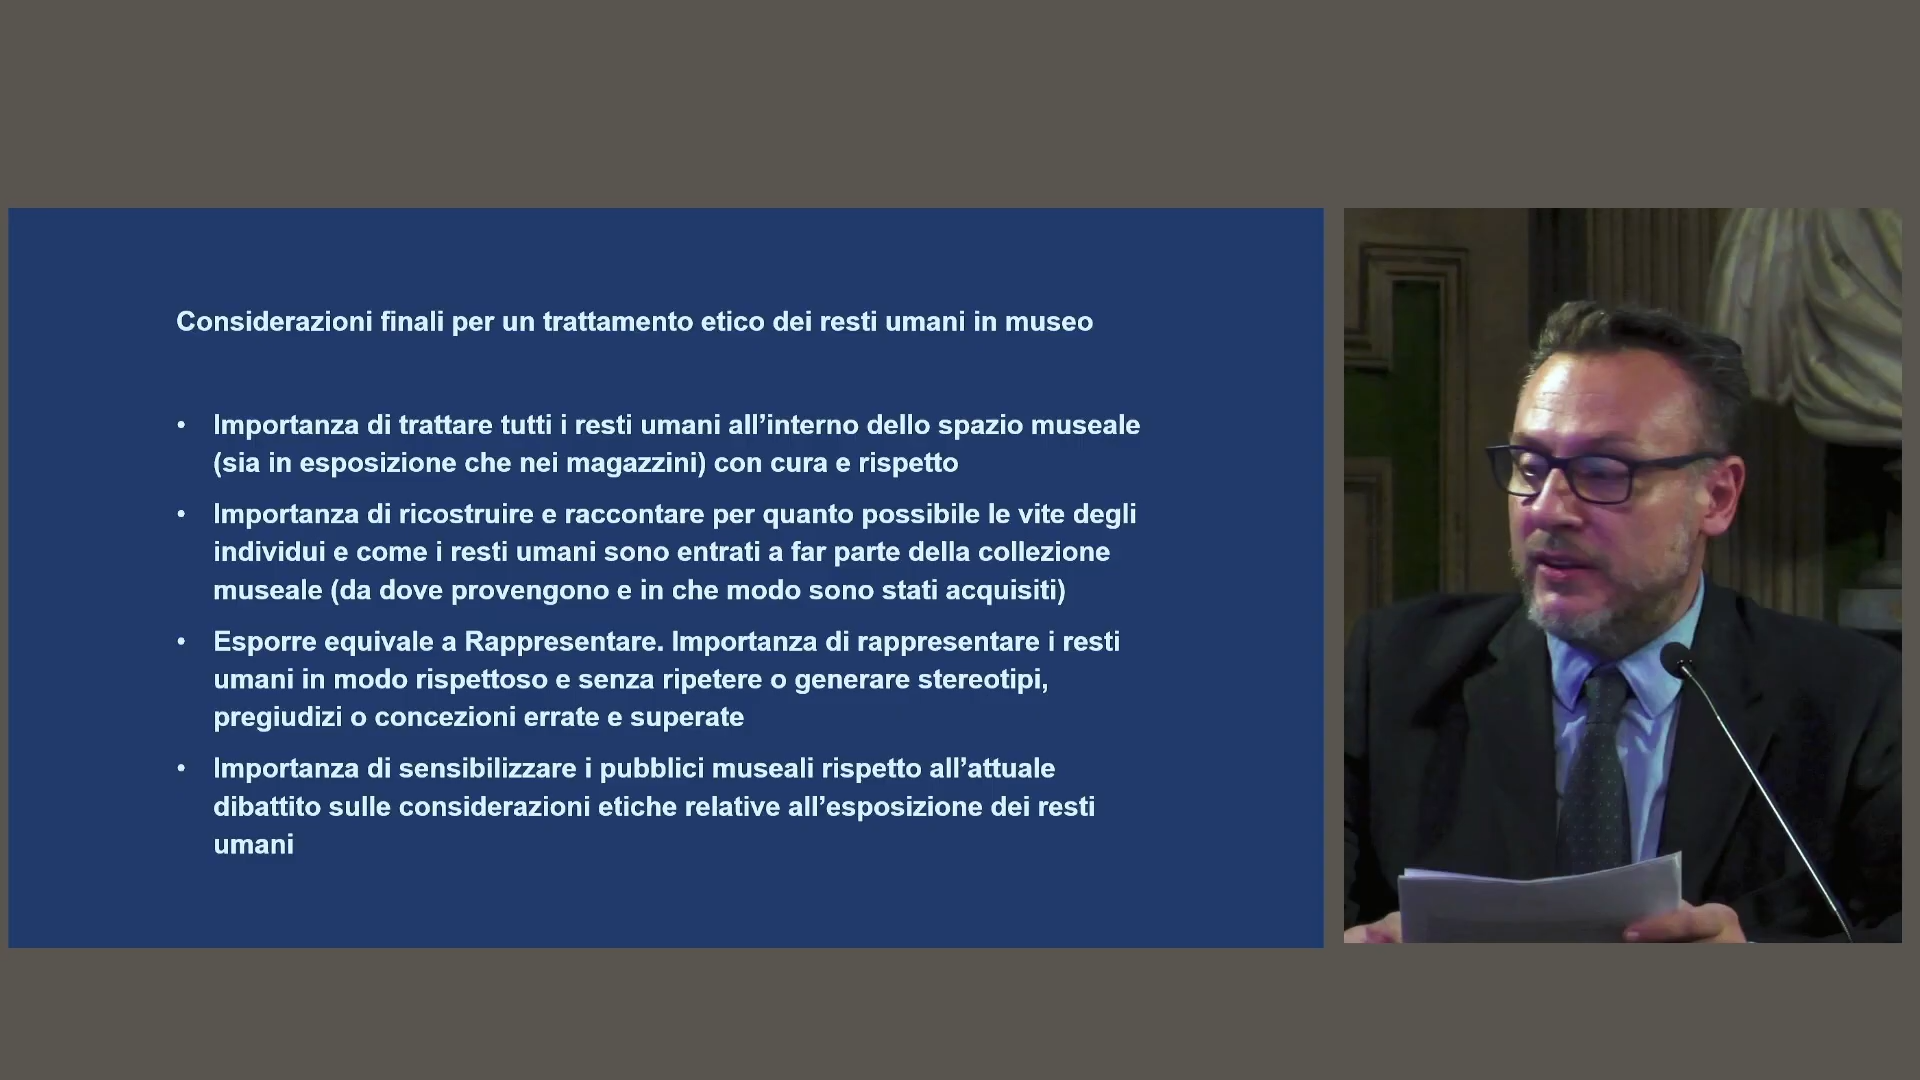 Considerazioni finali per un trattamento etico dei resti umani in museo
• Importanza di trattare tutti i resti umani all’interno dello spazio museale
(sia in esposizione che nei magazzini) con cura e rispetto
• Importanza di ricostruire e raccontare per quanto possibile le vite degli
individui e come i resti umani sono entrati a far parte della collezione
museale (da dove provengono e in che modo sono stati acquisiti)
• Esporre equivale a Rappresentare. Importanza di rappresentare i resti
umani in modo rispettoso e senza ripetere o generare stereotipi,
pregiudizi o concezioni errate e superate
• Importanza di sensibilizzare i pubblici museali rispetto all’attuale
dibattito sulle considerazioni etiche relative all’esposizione dei resti
umani